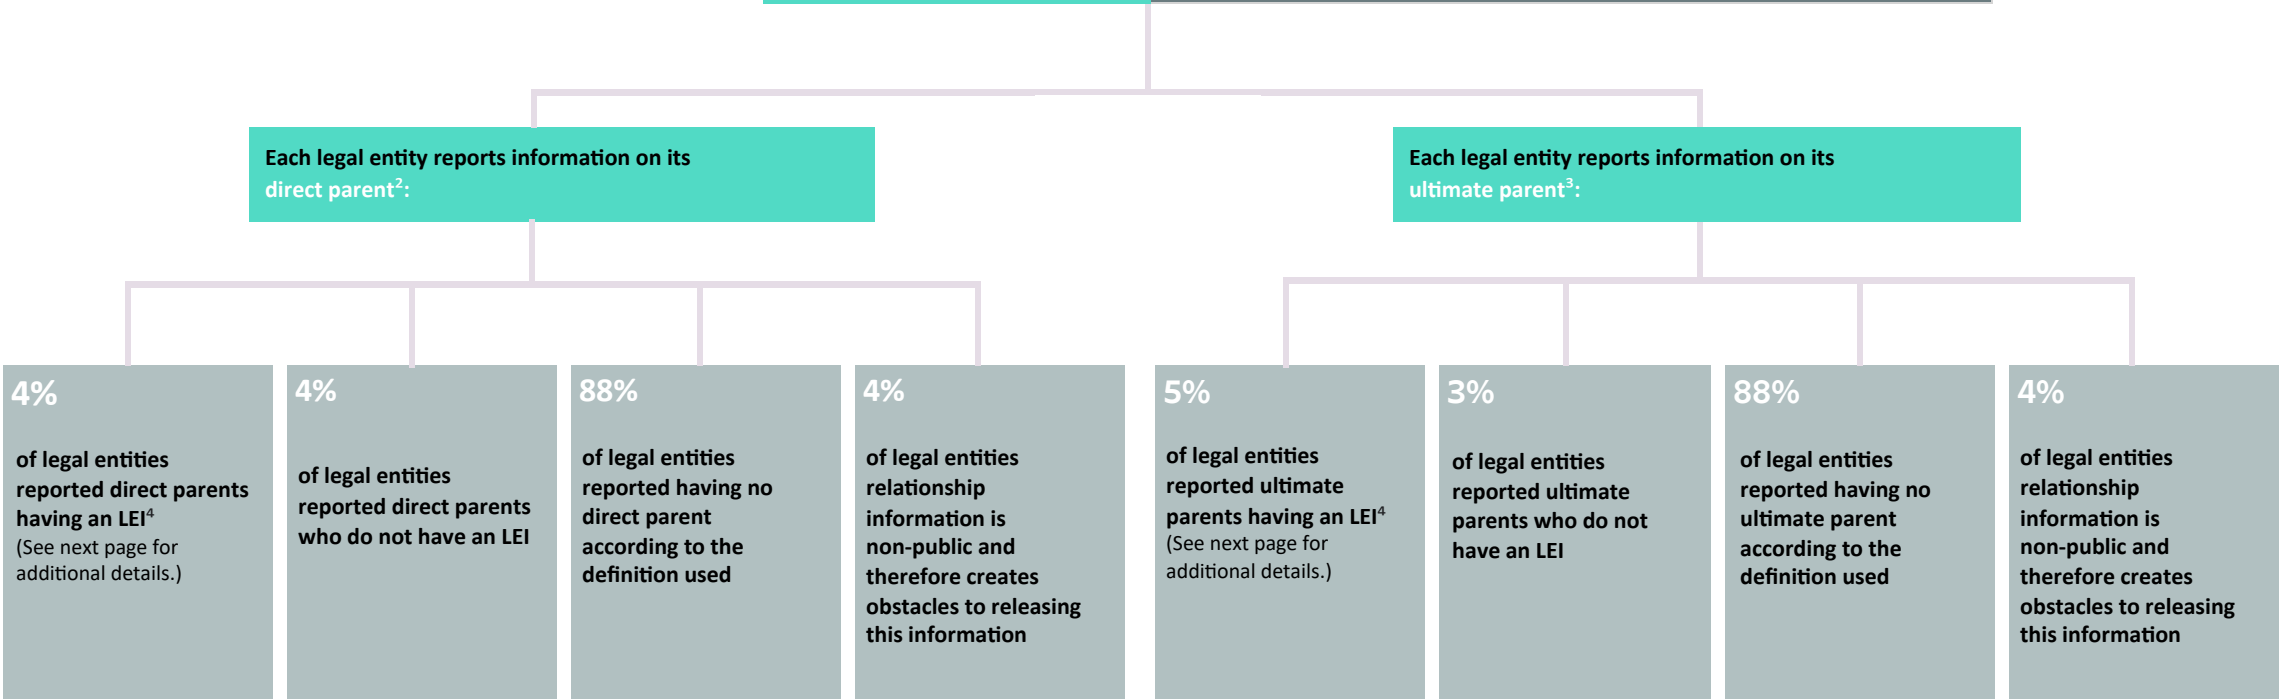 Each legal entity reports information on its
direct parent²:
Each legal entity reports information on its
ultimate parent³:
4%
of legal entities
reported direct parents
having an LEI⁴
(See next page for
additional details.)
4%
of legal entities
reported direct parents
who do not have an LEI
88%
of legal entities
reported having no
direct parent
according to the
definition used
4%
of legal entities
relationship
information is
non-public and
therefore creates
obstacles to releasing
this information
5%
of legal entities
reported ultimate
parents having an LEI⁴
(See next page for
additional details.)
3%
of legal entities
reported ultimate
parents who do not
have an LEI
88%
of legal entities
reported having no
ultimate parent
according to the
definition used
4%
of legal entities
relationship
information is
non-public and
therefore creates
obstacles to releasing
this information